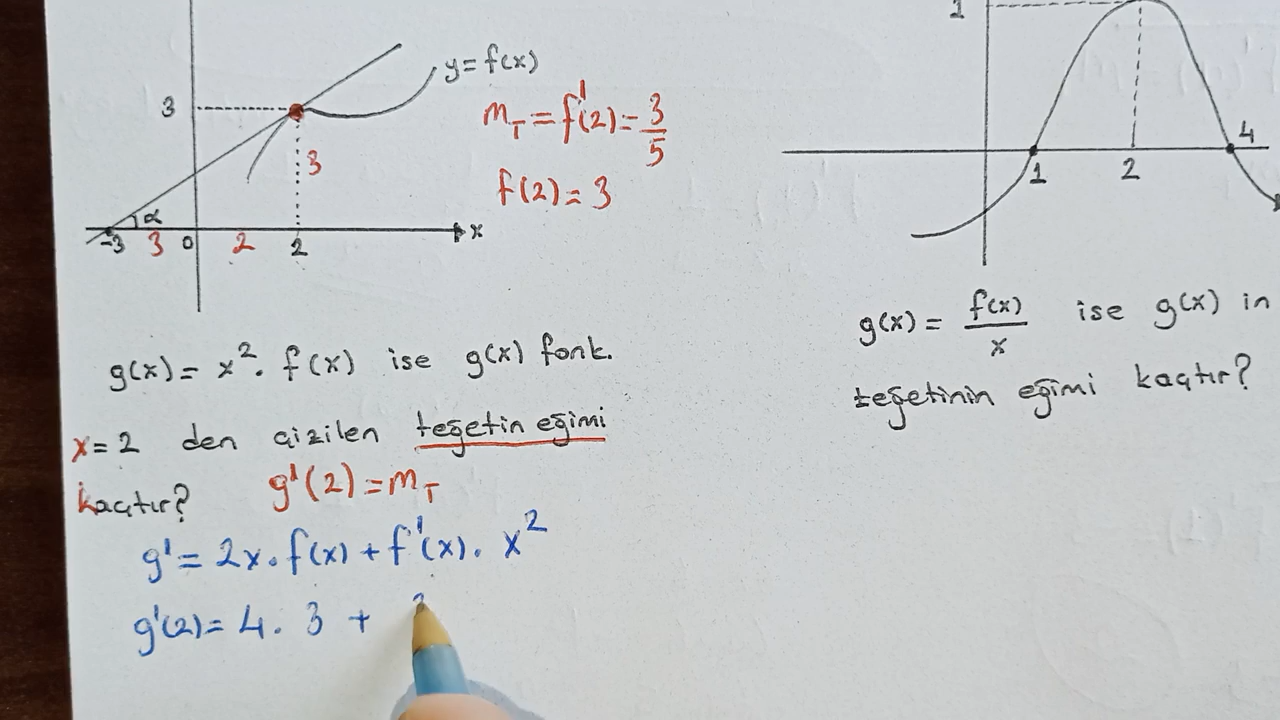 3
y = f(x)
m_T = f'(2) = 3/5
3
f(2) = 3
α
-3 3 0 2 2 x
g(x) = x². f(x) ise g(x) fonk.
x = 2 den çizilen teğetin eğimi
kaçtır? g'(2) = m_T
g' = 2x. f(x) + f'(x). x²
g'(2) = 4. 3 +
1
1 2 4
g(x) = f(x)/x ise g(x) in
teğetinin eğimi kaçtır?